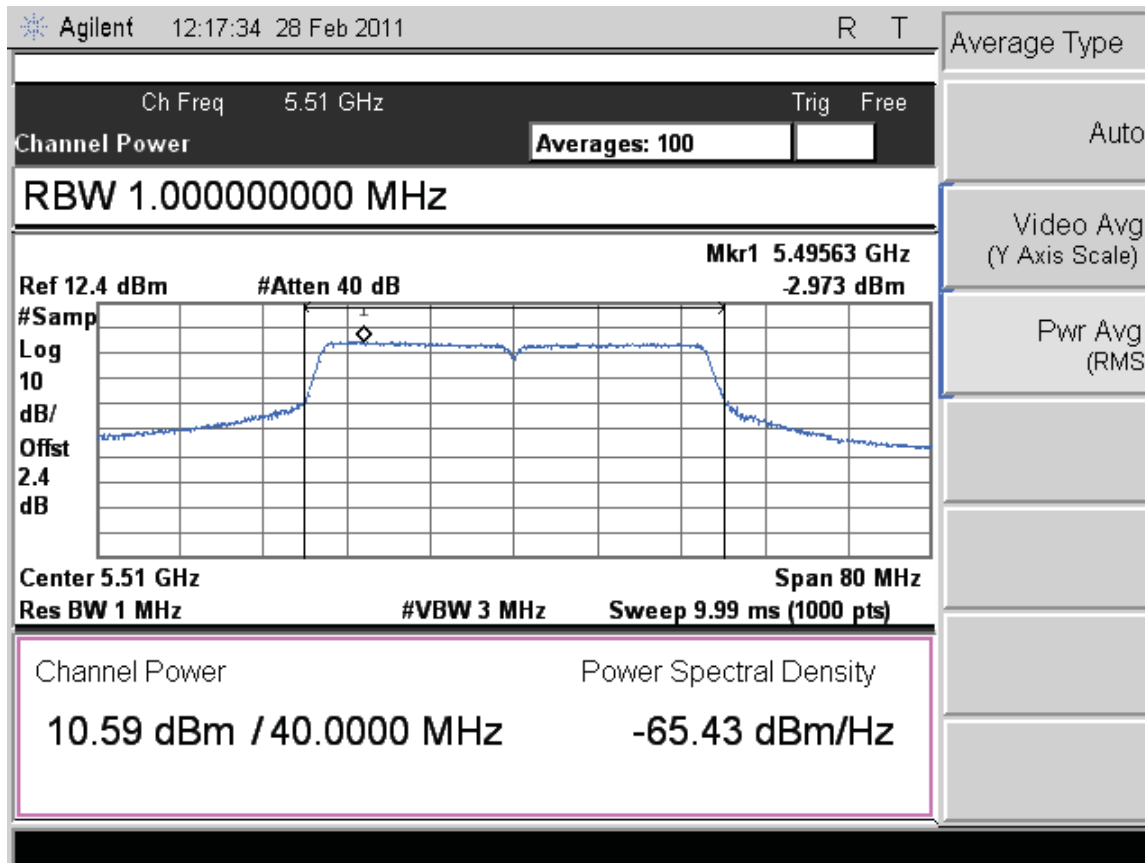 Agilent 12:17:34 28 Feb 2011 R T
Average Type
Ch Freq 5.51 GHz Trig Free
Channel Power Averages: 100
Auto
RBW 1.000000000 MHz
Video Avg
(Y Axis Scale)
Mkr1 5.49563 GHz
Ref 12.4 dBm #Atten 40 dB -2.973 dBm
Pwr Avg
(RMS
#Samp
Log
10
dB/
Offst
2.4
dB
1
Center 5.51 GHz Span 80 MHz
Res BW 1 MHz #VBW 3 MHz Sweep 9.99 ms (1000 pts)
Channel Power Power Spectral Density
10.59 dBm / 40.0000 MHz -65.43 dBm/Hz